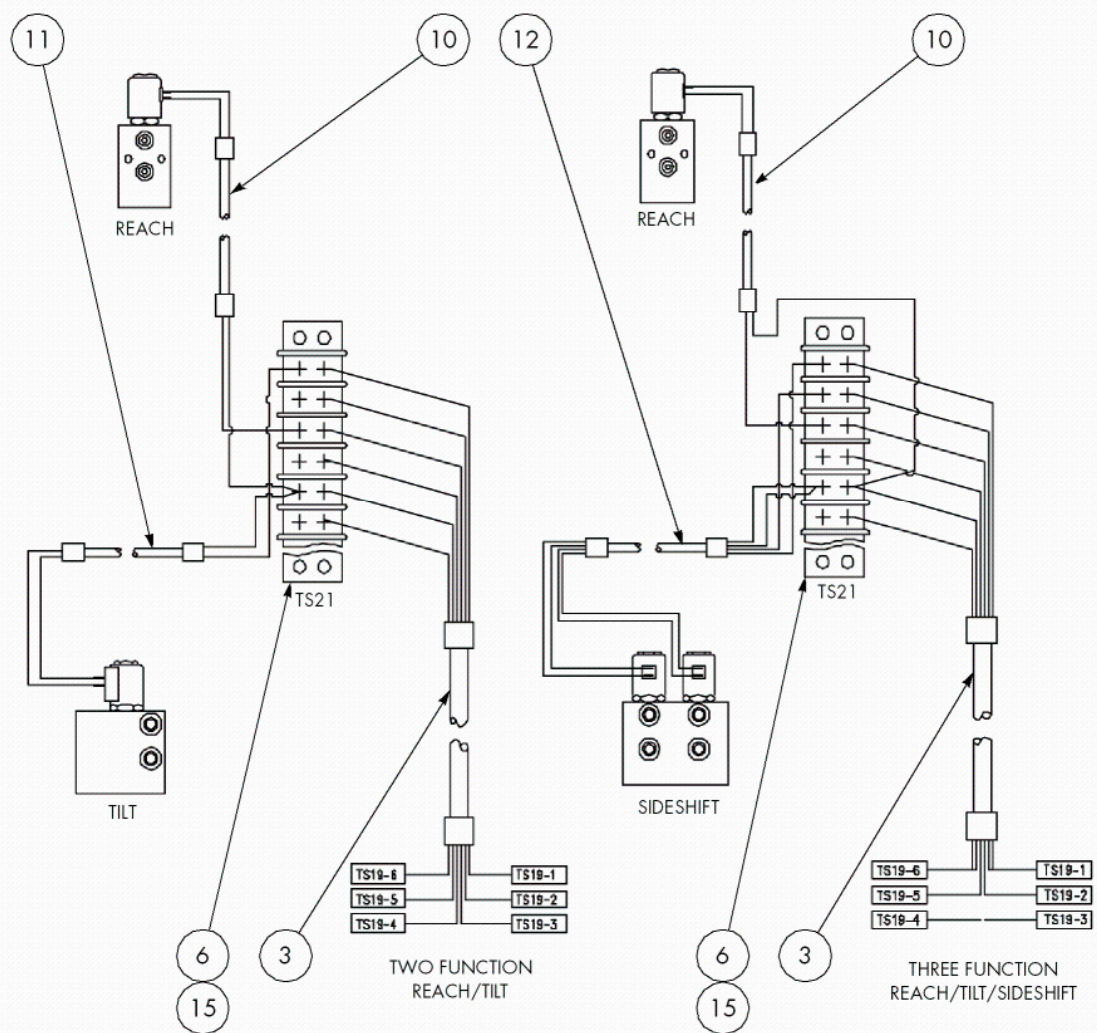 11
10
12
10
REACH
REACH
TS21
TS21
TILT
SIDESHIFT
TS19-6
TS19-1
TS19-5
TS19-2
TS19-4
TS19-3
TS19-6
TS19-1
TS19-5
TS19-2
TS19-4
TS19-3
6
3
15
TWO FUNCTION
REACH/TILT
6
3
15
THREE FUNCTION
REACH/TILT/SIDESHIFT